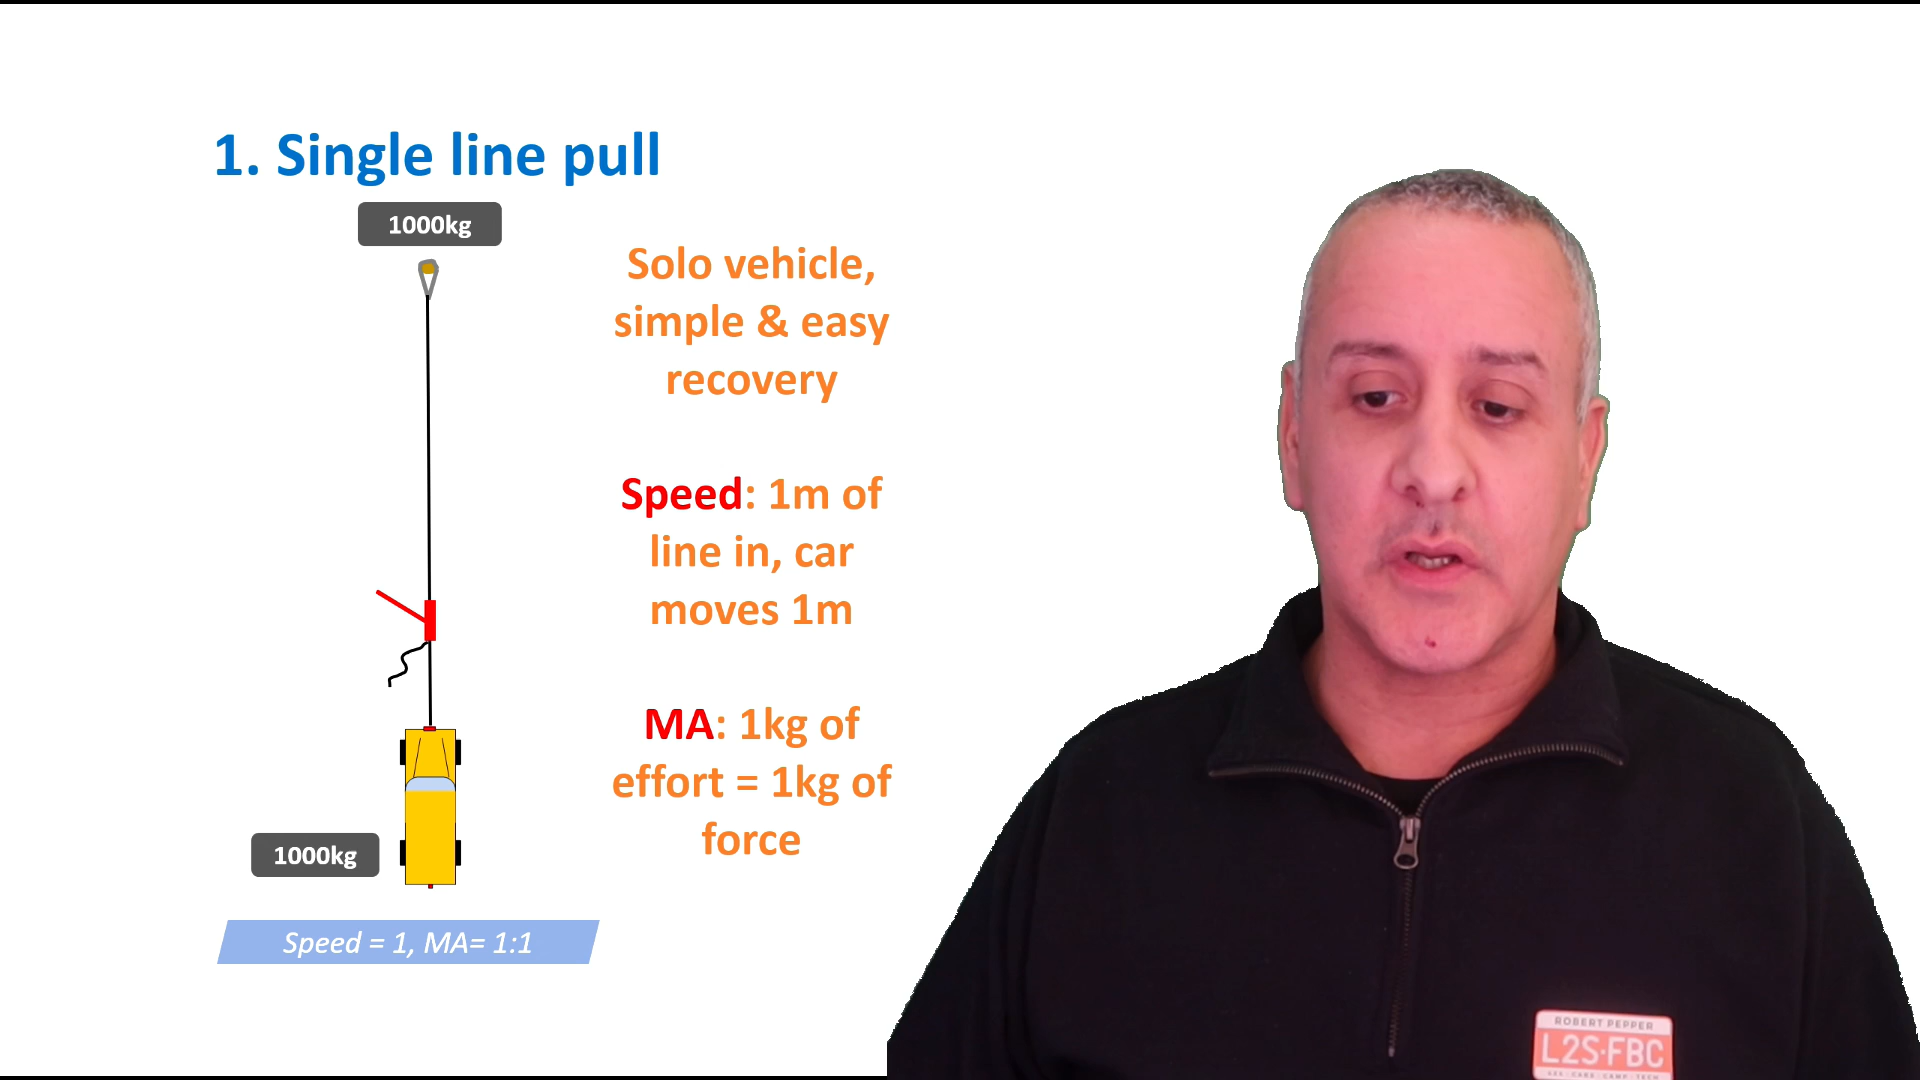 1. Single line pull
1000kg
Solo vehicle,
simple & easy
recovery
Speed: 1m of
line in, car
moves 1m
MA: 1kg of
effort = 1kg of
force
1000kg
Speed = 1, MA= 1:1
ROBERT PEPPER
L2S·FBC